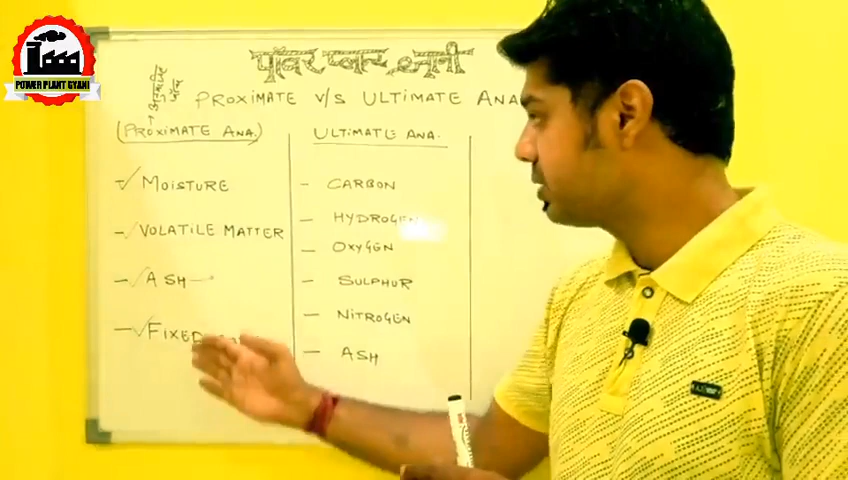 POWER PLANT GYANI
पॉवर प्लान्ट ज्ञानी
PROXIMATE V/S ULTIMATE ANA
(PROXIMATE ANA.)
MOISTURE
- VOLATILE MATTER
- ASH -
- FIXED
ULTIMATE ANA.
- CARBON
- HYDROGEN
- OXYGEN
- SULPHUR
- NITROGEN
- ASH